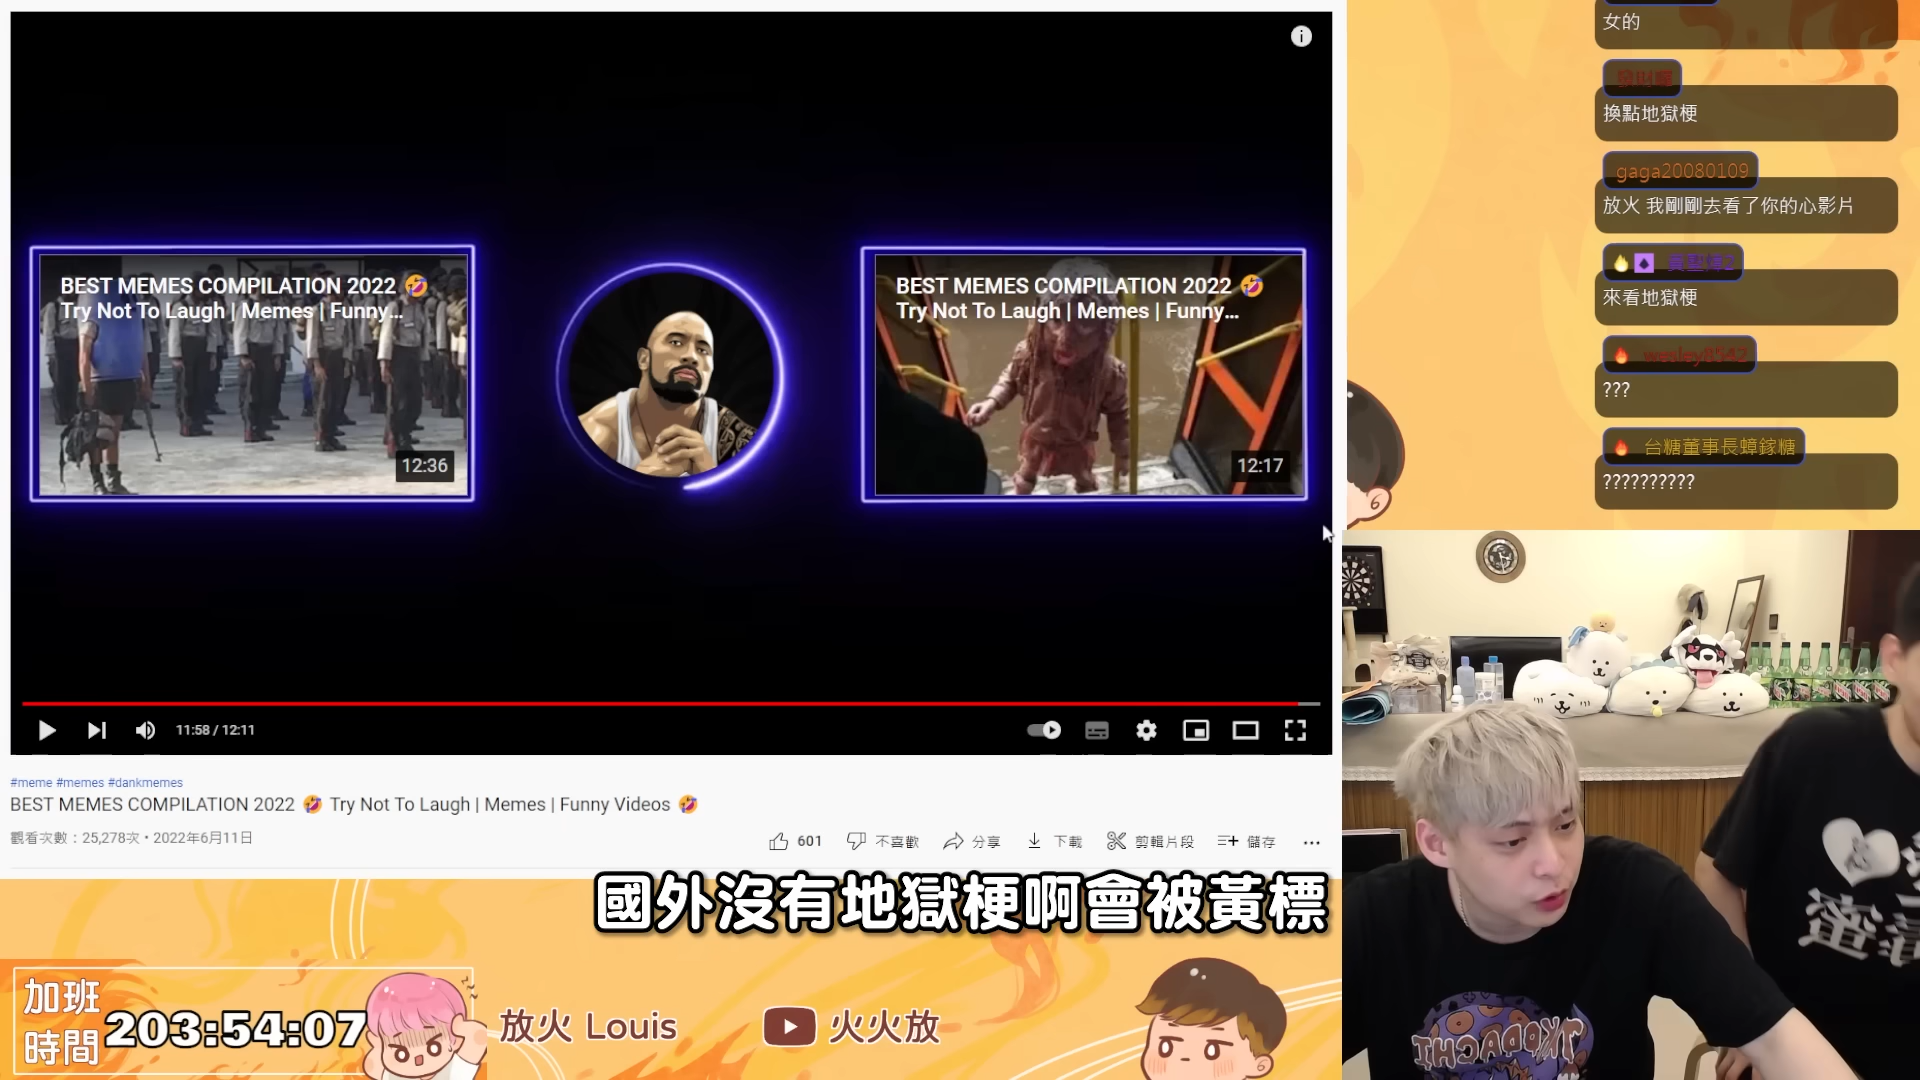 BEST MEMES COMPILATION 2022 🤣
Try Not To Laugh | Memes | Funny...
12:36
BEST MEMES COMPILATION 2022 🤣
Try Not To Laugh | Memes | Funny...
12:17
11:58 / 12:11
#meme #memes #dankmemes
BEST MEMES COMPILATION 2022 🤣 Try Not To Laugh | Memes | Funny Videos 🤣
觀看次數：25,278次 • 2022年6月11日
601 不喜歡 分享 下載 剪輯片段 儲存
國外沒有地獄梗啊會被黃標
加班
時間
203:54:07
放火 Louis
火火放
女的
換點地獄梗
gaga20080109
放火 我剛剛去看了你的心影片
來看地獄梗
wesley8542
???
台糖董事長蟑鎵糖
??????????